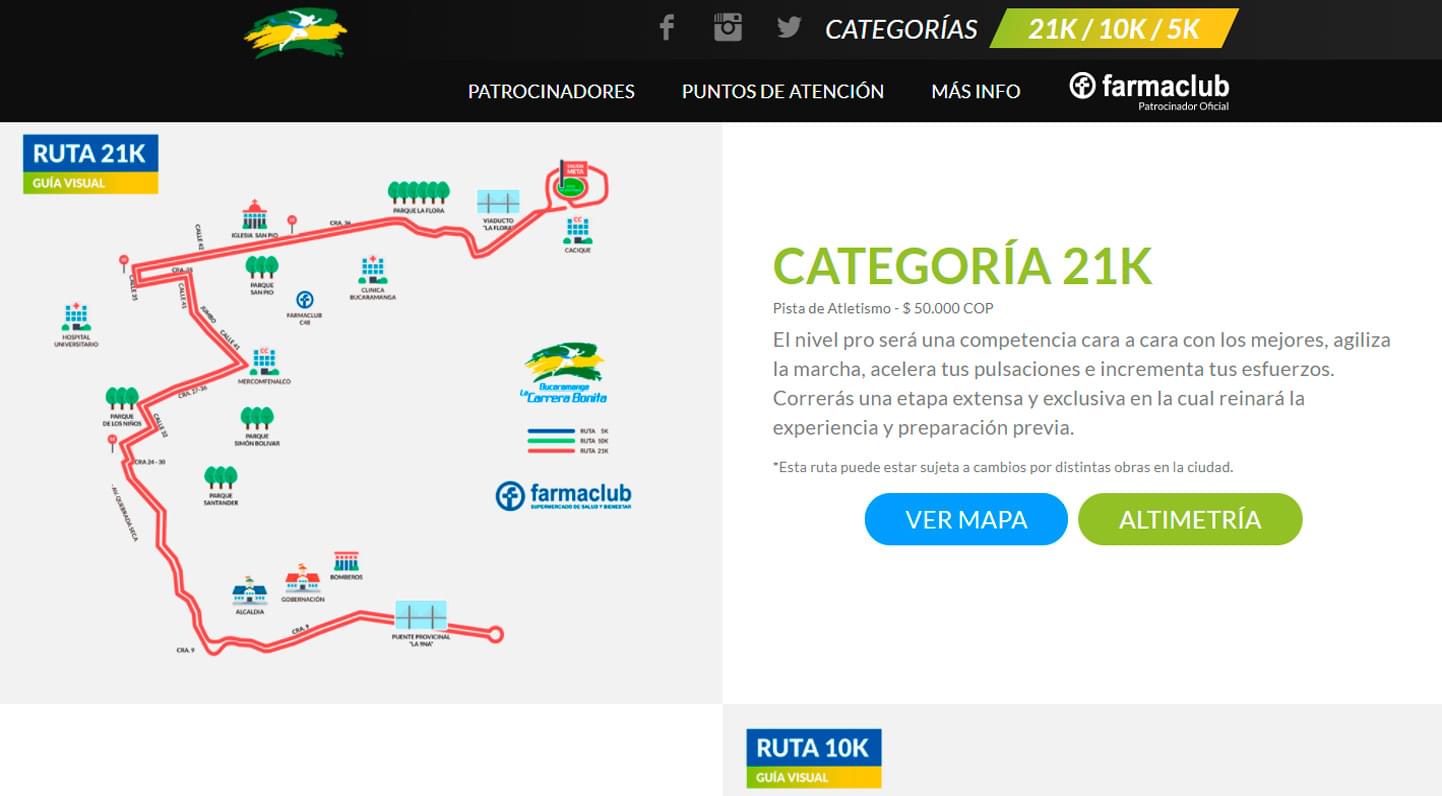 CATEGORÍAS
21K / 10K / 5K
PATROCINADORES
PUNTOS DE ATENCIÓN
MÁS INFO
farmaclub
Patrocinador Oficial
RUTA 21K
GUÍA VISUAL
META
PARQUE LA FLORA
VIADUCTO
"LA FLORA"
CC
CACIQUE
IGLESIA SAN PIO
CRA. 36
CALLE 42
CRA. 38
CALLE 35
CALLE 41
JUMBO
CALLE 41
PARQUE
SAN PIO
CLINICA
BUCARAMANGA
FARMACLUB
C48
HOSPITAL
UNIVERSITARIO
CC
MERCOMFENALCO
CRA. 27-36
PARQUE
DE LOS NIÑOS
CALLE 32
PARQUE
SIMÓN BOLIVAR
CRA 24 - 30
PARQUE
SANTANDER
AV. QUEBRADA SECA
Bucaramanga
La Carrera Bonita
RUTA 5K
RUTA 10K
RUTA 21K
farmaclub
SUPERMERCADO DE SALUD Y BIENESTAR
BOMBEROS
GOBERNACIÓN
ALCALDIA
CRA. 9
CRA. 9
PUENTE PROVICINAL
"LA 9NA"
CATEGORÍA 21K
Pista de Atletismo - $ 50.000 COP
El nivel pro será una competencia cara a cara con los mejores, agiliza
la marcha, acelera tus pulsaciones e incrementa tus esfuerzos.
Correrás una etapa extensa y exclusiva en la cual reinará la
experiencia y preparación previa.
*Esta ruta puede estar sujeta a cambios por distintas obras en la ciudad.
VER MAPA
ALTIMETRÍA
RUTA 10K
GUÍA VISUAL